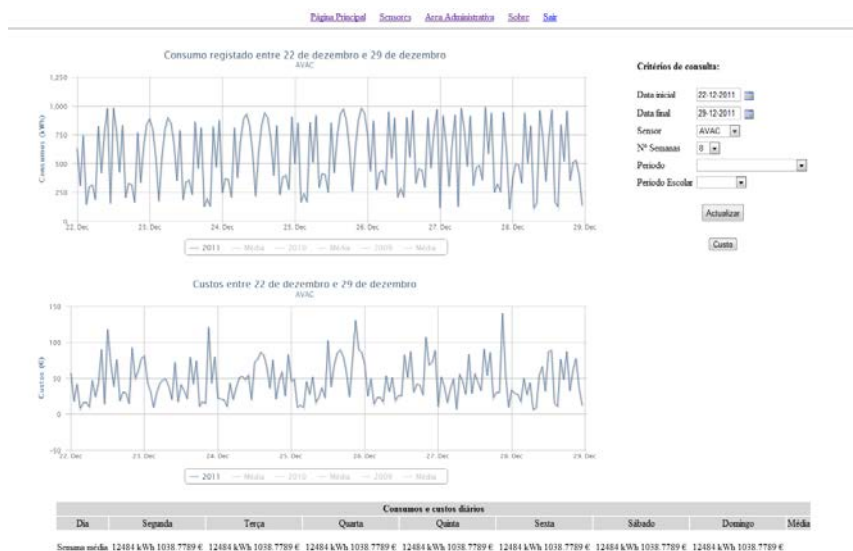 Página Principal Sensores Area Administrativa Sobre Sair
Consumo registado entre 22 de dezembro e 29 de dezembro
AVAC
Critérios de consulta:
Data inicial 22-12-2011
Data final 29-12-2011
Sensor AVAC
Nº Semanas 0
Periodo
Periodo Escolar
Actualizar
Custo
Consumos (kWh)
1,250
1,000
750
500
250
0
22. Dec 23. Dec 24. Dec 25. Dec 26. Dec 27. Dec 28. Dec 29. Dec
2011 Média 2010 Média 2009 Média
Custos entre 22 de dezembro e 29 de dezembro
AVAC
Custos (€)
150
100
50
0
-50
22. Dec 23. Dec 24. Dec 25. Dec 26. Dec 27. Dec 28. Dec 29. Dec
2011 Média 2010 Média 2009 Média
Consumos e custos diários
Dia Segunda Terça Quarta Quinta Sexta Sábado Domingo Média
Semana média 12484 kWh 1038.7789 € 12484 kWh 1038.7789 € 12484 kWh 1038.7789 € 12484 kWh 1038.7789 € 12484 kWh 1038.7789 € 12484 kWh 1038.7789 € 12484 kWh 1038.7789 €